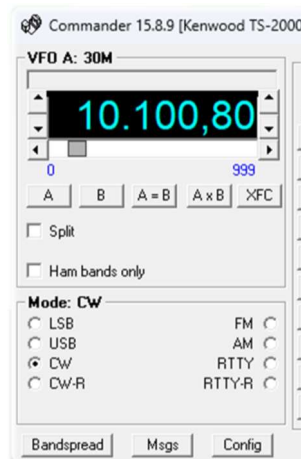 Commander 15.8.9 [Kenwood TS-2000
VFO A: 30M
10.100,80
0 999
A B A = B A x B XFC
Split
Ham bands only
Mode: CW
LSB FM
USB AM
CW RTTY
CW-R RTTY-R
Bandspread Msgs Config